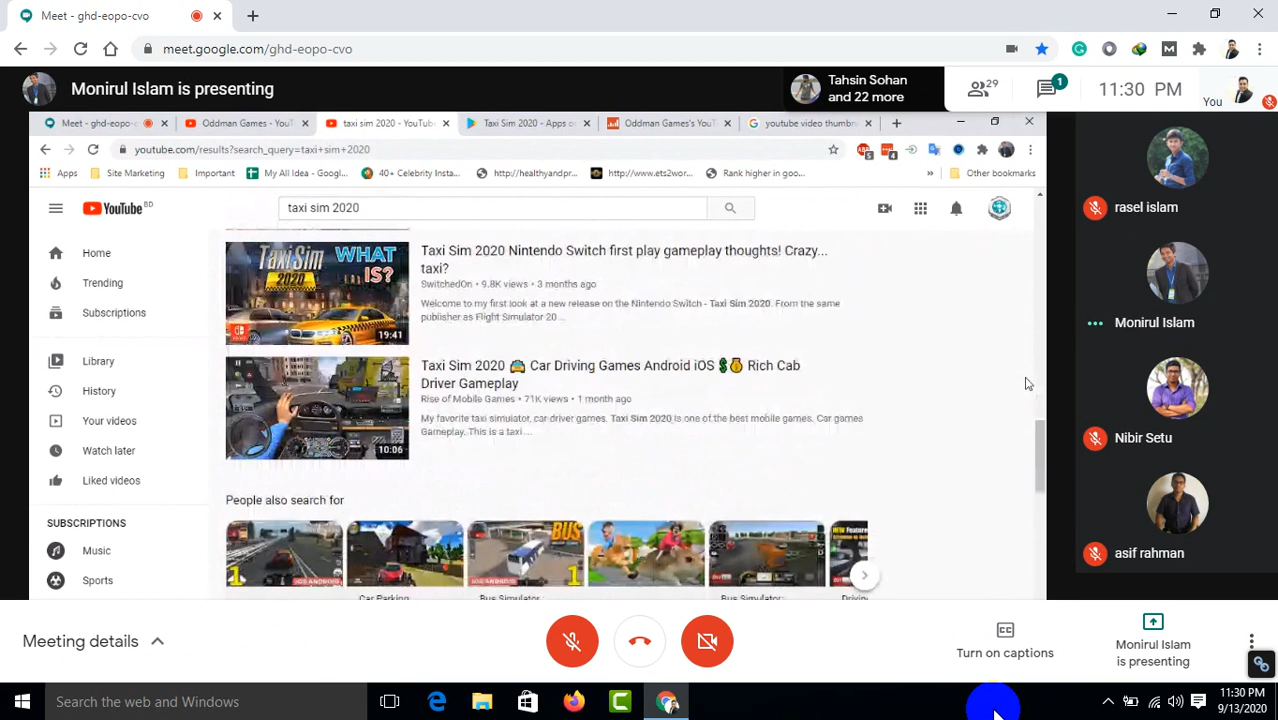 Meet - ghd-eopo-cvo
meet.google.com/ghd-eopo-cvo
Monirul Islam is presenting
Tahsin Sohan
and 22 more
29
1
11:30 PM
You
Meet - ghd-eopo-
Oddman Games - YouT
taxi sim 2020 - YouTube
Taxi Sim 2020 - Apps o
Oddman Games's YouT
youtube video thumbn
youtube.com/results?search_query=taxi+sim+2020
Apps
Site Marketing
Important
My All Idea - Googl...
40+ Celebrity Insta...
http://healthyandpr...
http://www.ets2wor...
Rank higher in goo...
Other bookmarks
YouTube BD
taxi sim 2020
Home
Trending
Subscriptions
Library
History
Your videos
Watch later
Liked videos
SUBSCRIPTIONS
Music
Sports
Taxi Sim
2020
WHAT
IS?
19:41
Taxi Sim 2020 Nintendo Switch first play gameplay thoughts! Crazy...
taxi?
SwitchedOn • 9.8K views • 3 months ago
Welcome to my first look at a new release on the Nintendo Switch - Taxi Sim 2020. From the same
publisher as Flight Simulator 20 ...
10:06
Taxi Sim 2020 🚖 Car Driving Games Android iOS 💲💰 Rich Cab
Driver Gameplay
Rise of Mobile Games • 71K views • 1 month ago
My favorite taxi simulator, car driver games. Taxi Sim 2020 is one of the best mobile games. Car games
Gameplay. This is a taxi ...
People also search for
1
BUS
1
Car Parking
Bus Simulator
Bus Simulator:
rasel islam
Monirul Islam
Nibir Setu
asif rahman
Meeting details
Turn on captions
Monirul Islam
is presenting
Search the web and Windows
11:30 PM
9/13/2020